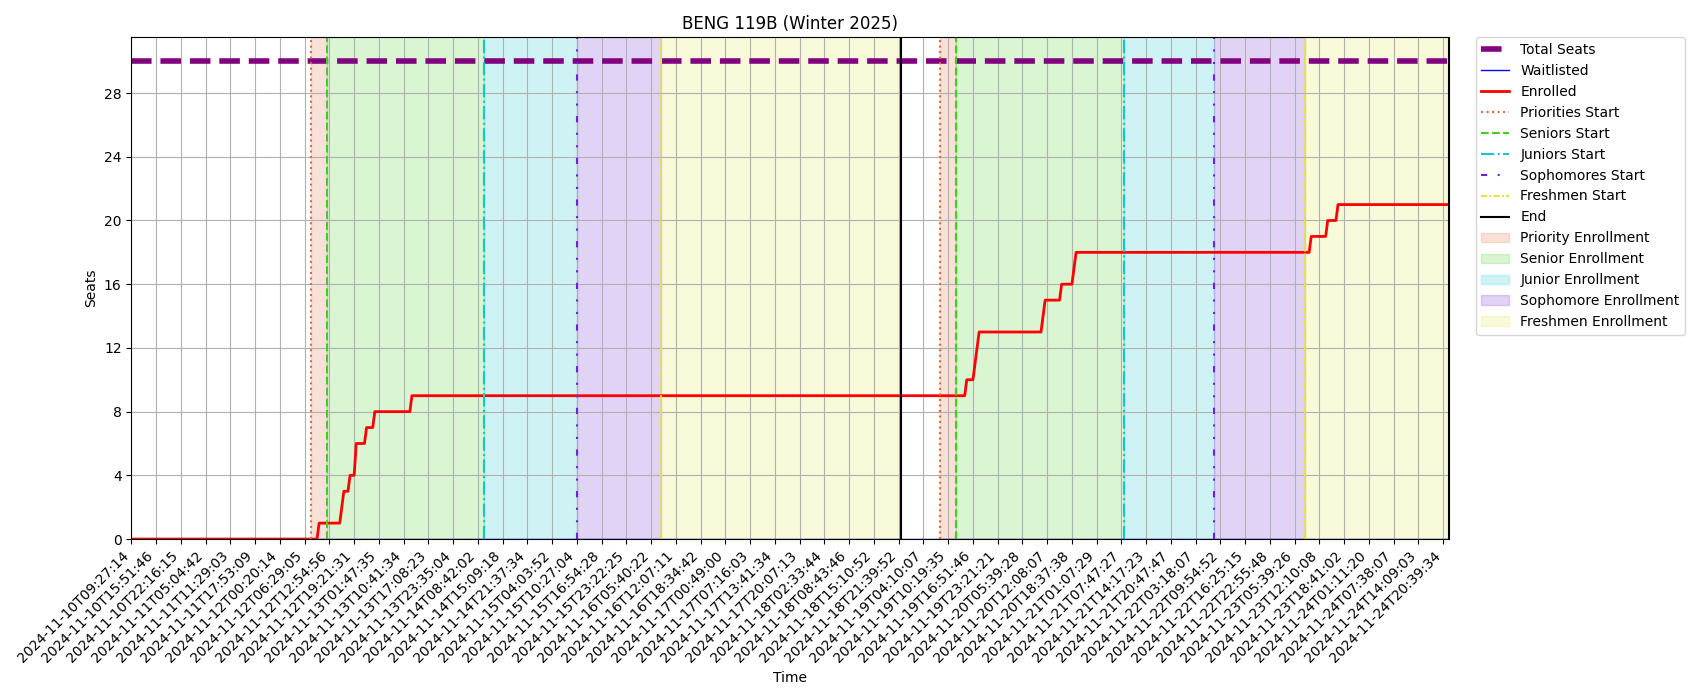 BENG 119B (Winter 2025)
Seats
28
24
20
16
12
8
4
0
2024-11-10T09:27:14
2024-11-10T15:51:46
2024-11-10T22:16:15
2024-11-11T05:04:42
2024-11-11T11:29:03
2024-11-11T17:53:09
2024-11-12T00:20:14
2024-11-12T06:29:05
2024-11-12T12:54:56
2024-11-12T19:21:31
2024-11-13T01:47:35
2024-11-13T10:41:34
2024-11-13T17:08:23
2024-11-13T23:35:04
2024-11-14T08:42:02
2024-11-14T15:09:18
2024-11-14T21:37:34
2024-11-15T04:03:52
2024-11-15T10:27:04
2024-11-15T16:54:28
2024-11-15T23:22:25
2024-11-16T05:40:22
2024-11-16T12:07:11
2024-11-16T18:34:42
2024-11-17T00:49:00
2024-11-17T07:16:03
2024-11-17T13:41:34
2024-11-17T20:07:13
2024-11-18T02:33:44
2024-11-18T08:43:46
2024-11-18T15:10:52
2024-11-18T21:39:52
2024-11-19T04:10:07
2024-11-19T10:19:35
2024-11-19T16:51:46
2024-11-19T23:21:21
2024-11-20T05:39:28
2024-11-20T12:08:07
2024-11-20T18:37:38
2024-11-21T01:07:29
2024-11-21T07:47:27
2024-11-21T14:17:23
2024-11-21T20:47:47
2024-11-22T03:18:07
2024-11-22T09:54:52
2024-11-22T16:25:15
2024-11-22T22:55:48
2024-11-23T05:39:26
2024-11-23T12:10:08
2024-11-23T18:41:02
2024-11-24T01:11:20
2024-11-24T07:38:07
2024-11-24T14:09:03
2024-11-24T20:39:34
Time
Total Seats
Waitlisted
Enrolled
Priorities Start
Seniors Start
Juniors Start
Sophomores Start
Freshmen Start
End
Priority Enrollment
Senior Enrollment
Junior Enrollment
Sophomore Enrollment
Freshmen Enrollment